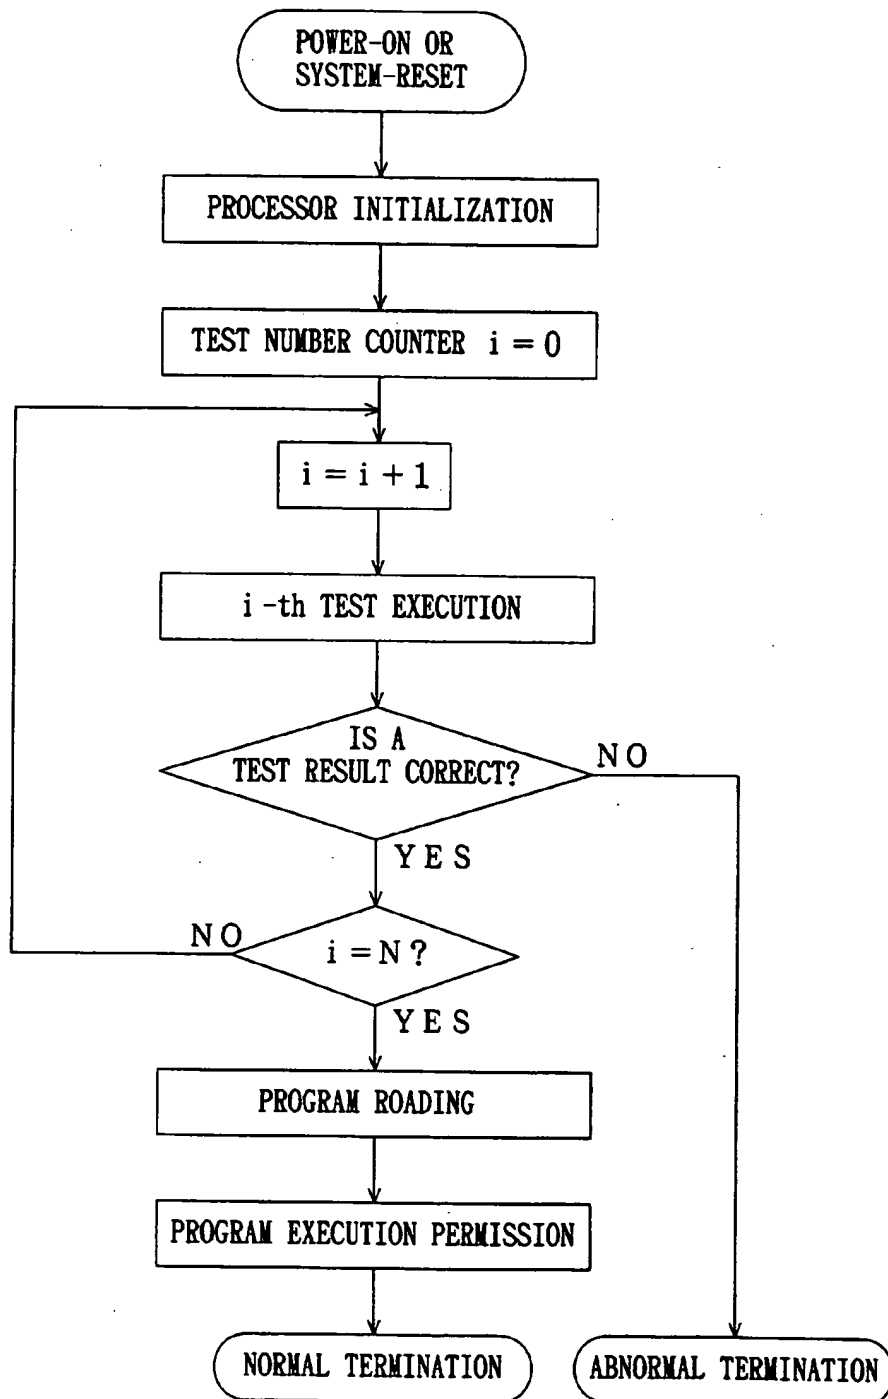 POWER-ON OR
SYSTEM-RESET
PROCESSOR INITIALIZATION
TEST NUMBER COUNTER i = 0
i = i + 1
i -th TEST EXECUTION
IS A
TEST RESULT CORRECT?
NO
YES
NO
i = N ?
YES
PROGRAM ROADING
PROGRAM EXECUTION PERMISSION
NORMAL TERMINATION
ABNORMAL TERMINATION